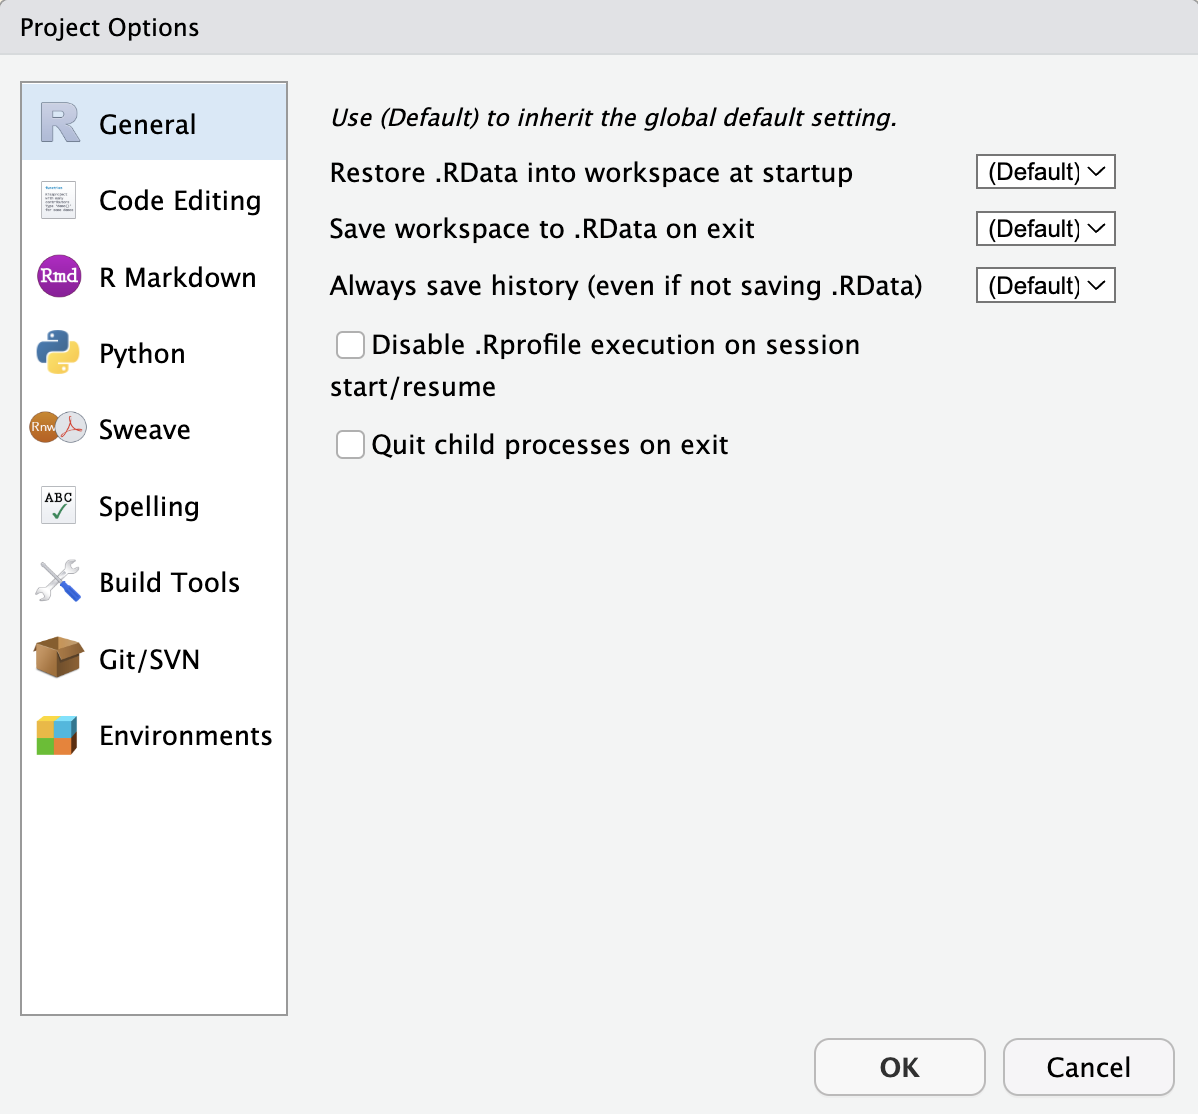 Project Options
General
Code Editing
Rmd
R Markdown
Python
Rnw
Sweave
ABC
Spelling
Build Tools
Git/SVN
Environments
Use (Default) to inherit the global default setting.
Restore .RData into workspace at startup (Default)
Save workspace to .RData on exit (Default)
Always save history (even if not saving .RData) (Default)
Disable .Rprofile execution on session
start/resume
Quit child processes on exit
OK Cancel